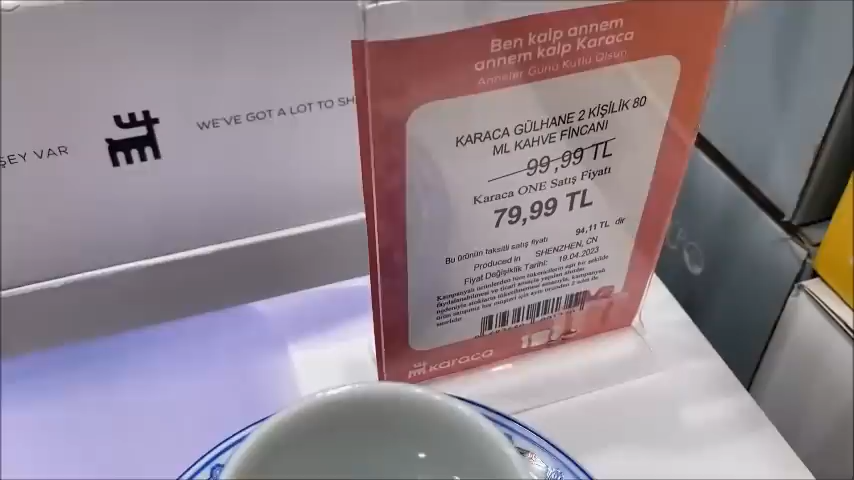 ŞEY VAR
WE'VE GOT A LOT TO SH
Ben kalp annem
annem kalp Karaca
Anneler Günü Kutlu Olsun
KARACA GÜLHANE 2 KİŞİLİK 80
ML KAHVE FİNCANI
99,99 TL
Karaca ONE Satış Fiyatı
79,99 TL
Bu ürünün taksitli satış fiyatı 94,11 TL dir
Produced in SHENZHEN, CN
Fiyat Değişiklik Tarihi: 19.04.2023
karaca